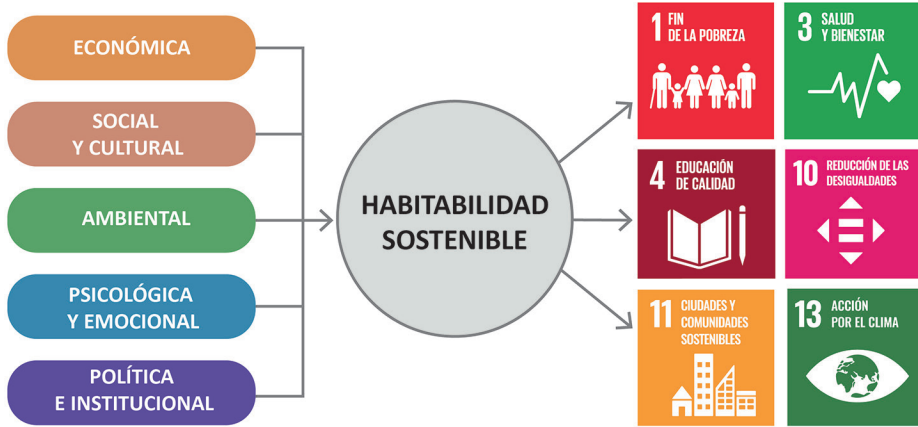 ECONÓMICA
SOCIAL
Y CULTURAL
AMBIENTAL
PSICOLÓGICA
Y EMOCIONAL
POLÍTICA
E INSTITUCIONAL
HABITABILIDAD
SOSTENIBLE
1 FIN
DE LA POBREZA
3 SALUD
Y BIENESTAR
4 EDUCACIÓN
DE CALIDAD
10 REDUCCIÓN DE LAS
DESIGUALDADES
11 CIUDADES Y
COMUNIDADES
SOSTENIBLES
13 ACCIÓN
POR EL CLIMA